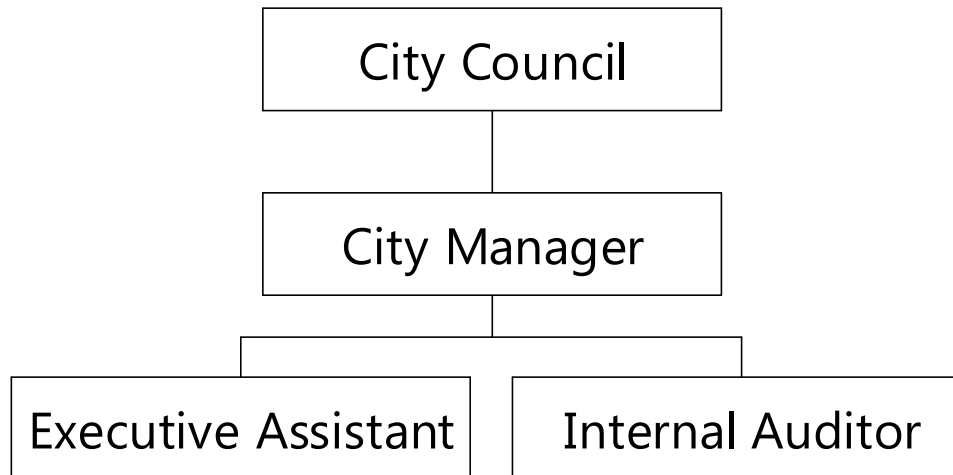 City Council
City Manager
Executive Assistant
Internal Auditor